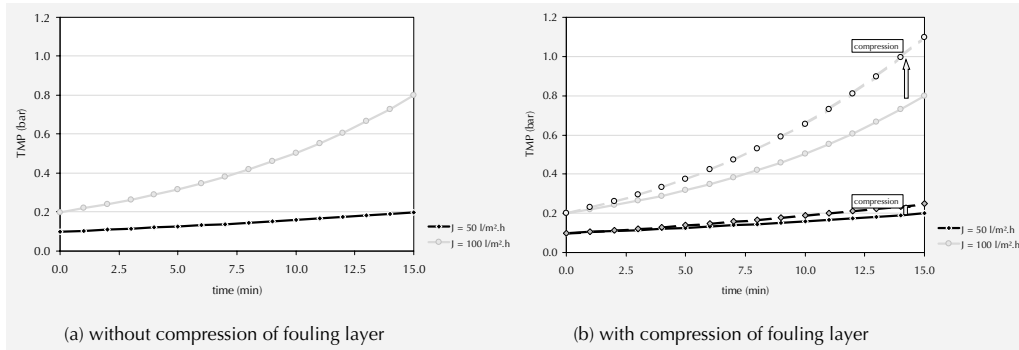 1.2
1.0
0.8
0.6
0.4
0.2
0.0
TMP (bar)
0.0 2.5 5.0 7.5 10.0 12.5 15.0
time (min)
J = 50 l/m².h
J = 100 l/m².h
(a) without compression of fouling layer
1.2
1.0
0.8
0.6
0.4
0.2
0.0
TMP (bar)
compression
compression
0.0 2.5 5.0 7.5 10.0 12.5 15.0
time (min)
J = 50 l/m².h
J = 100 l/m².h
(b) with compression of fouling layer